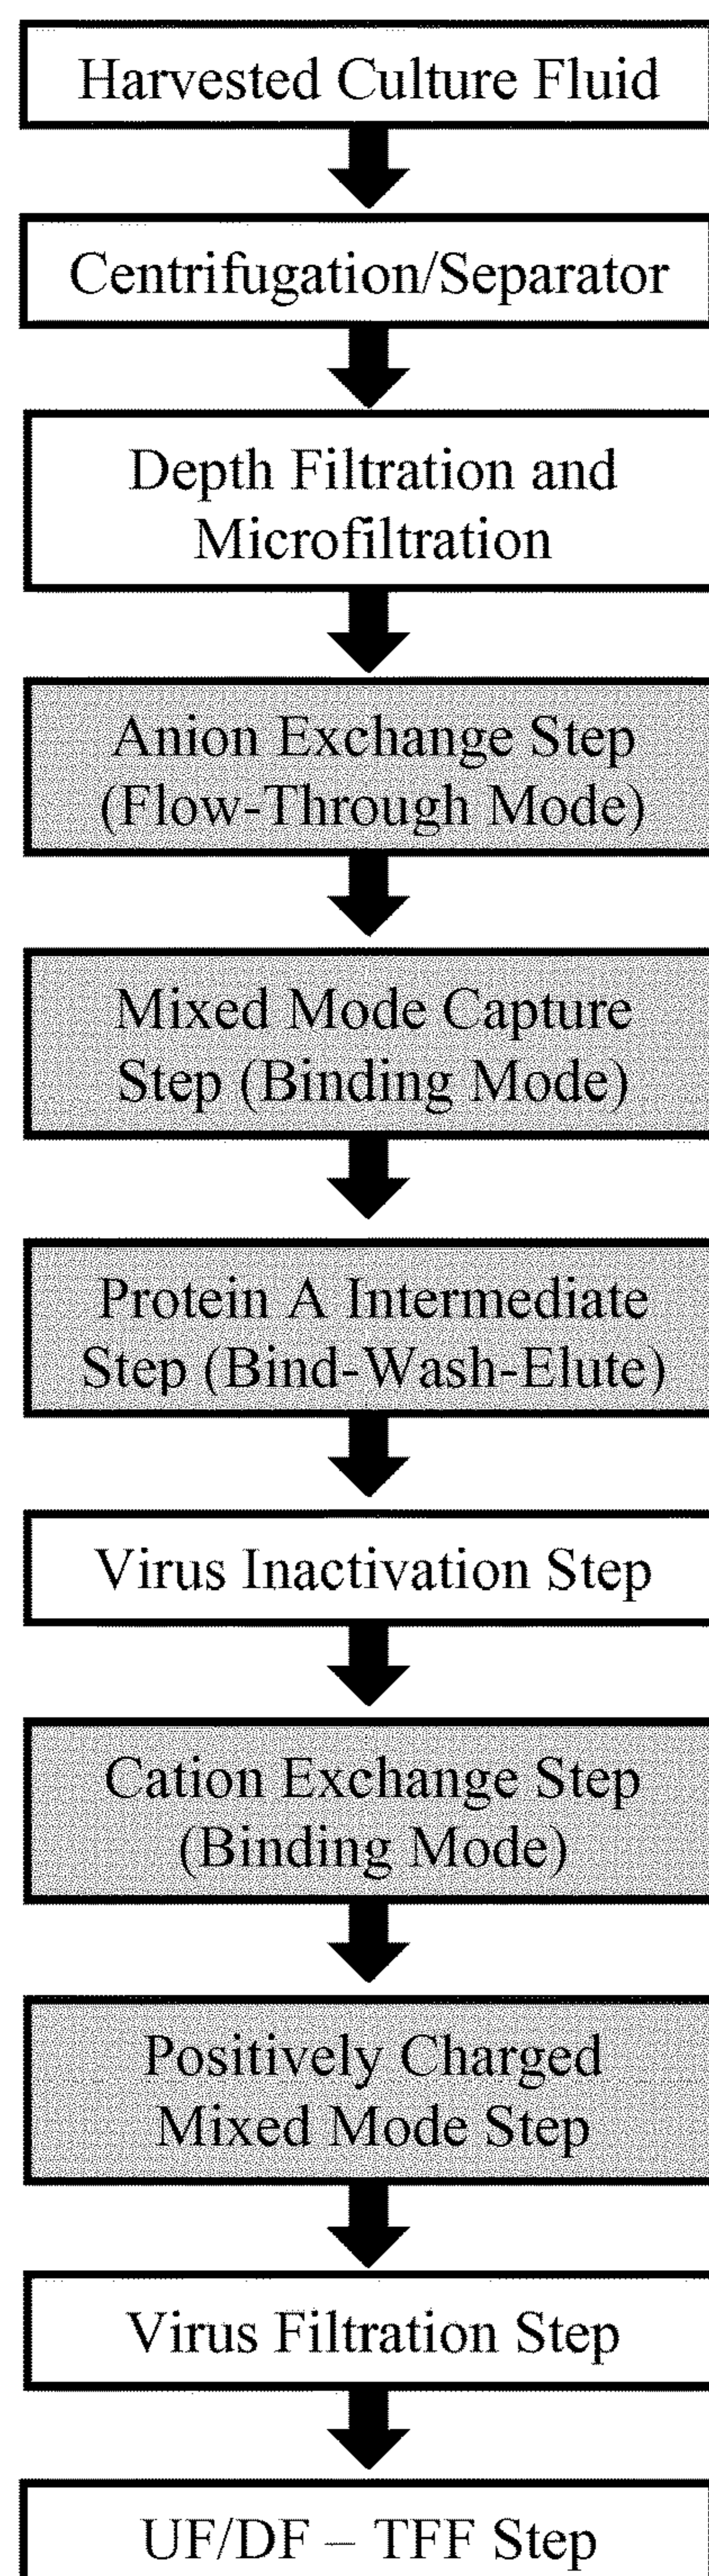 Harvested Culture Fluid
Centrifugation/Separator
Depth Filtration and
Microfiltration
Anion Exchange Step
(Flow-Through Mode)
Mixed Mode Capture
Step (Binding Mode)
Protein A Intermediate
Step (Bind-Wash-Elute)
Virus Inactivation Step
Cation Exchange Step
(Binding Mode)
Positively Charged
Mixed Mode Step
Virus Filtration Step
UF/DF – TFF Step